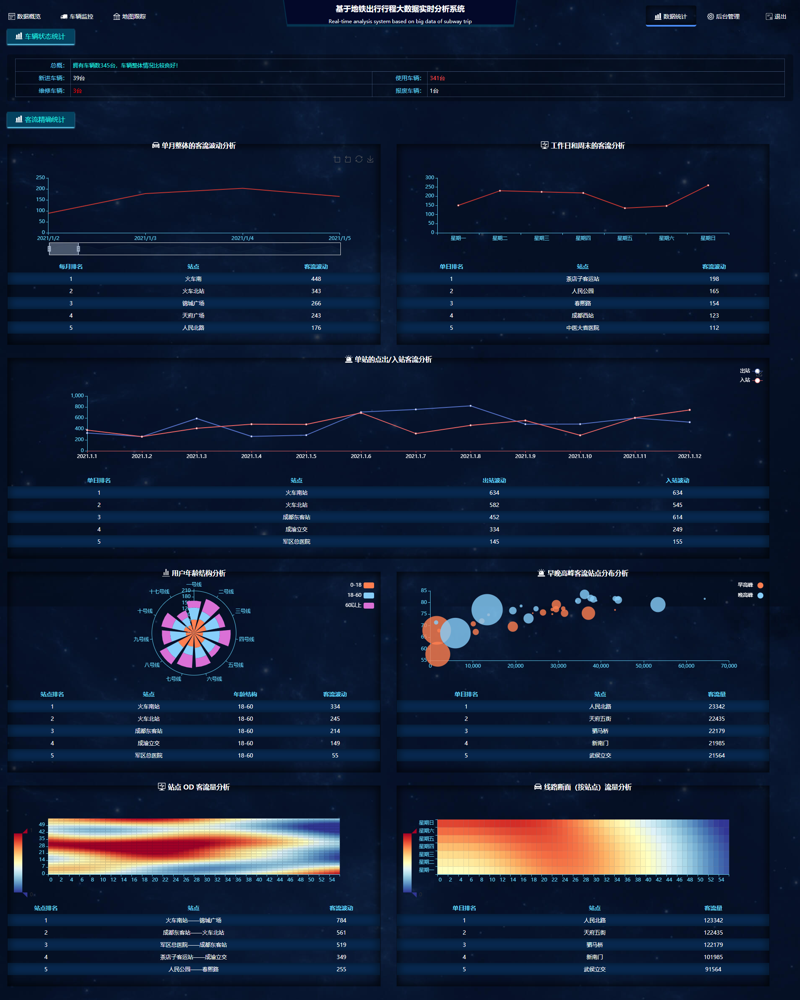 数据概览 车辆监控 地图跟踪
基于地铁出行行程大数据实时分析系统
Real-time analysis system based on big data of subway trip
数据统计 后台管理 退出
车辆状态统计
总概： 拥有车辆数345台，车辆整体情况比较良好！
新进车辆： 39台 使用车辆： 341台
维修车辆： 3台 报废车辆： 1台
客流精确统计
单月整体的客流波动分析
250
200
150
100
50
0
2021/1/2 2021/1/3 2021/1/4 2021/1/5
每月排名 站点 客流波动
1 火车南 448
2 火车北站 343
3 锦城广场 266
4 天府广场 243
5 人民北路 176
工作日和周末的客流分析
300
250
200
150
100
50
0
星期一 星期二 星期三 星期四 星期五 星期六 星期日
单日排名 站点 客流波动
1 茶店子客运站 198
2 人民公园 165
3 春熙路 154
4 成都西站 123
5 中医大省医院 112
单站的点出/入站客流分析
出站
入站
1,000
800
600
400
200
0
2021.1.1 2021.1.2 2021.1.3 2021.1.4 2021.1.5 2021.1.6 2021.1.7 2021.1.8 2021.1.9 2021.1.10 2021.1.11 2021.1.12
单日排名 站点 出站波动 入站波动
1 火车南站 634 634
2 火车北站 582 545
3 成都东客站 452 614
4 成渝立交 334 249
5 军区总医院 145 155
用户年龄结构分析
0-18
18-60
60以上
一号线
二号线
三号线
四号线
五号线
六号线
七号线
八号线
九号线
十号线
十七号线
210
180
站点排名 站点 年龄结构 客流波动
1 火车南站 18-60 334
2 火车北站 18-60 245
3 成都东客站 18-60 214
4 成渝立交 18-60 149
5 军区总医院 18-60 55
早晚高峰客流站点分布分析
早高峰
晚高峰
85
80
75
70
65
60
55
0 10,000 20,000 30,000 40,000 50,000 60,000 70,000
单日排名 站点 客流量
1 人民北路 23342
2 天府五街 22435
3 驷马桥 22179
4 新南门 21985
5 武侯立交 21564
站点 OD 客流量分析
1
0
49
42
35
28
21
14
7
0
0 2 4 6 8 10 12 14 16 18 20 22 24 26 28 30 32 34 36 38 40 42 44 46 48 50 52 54
站点排名 站点 客流波动
1 火车南站——锦城广场 784
2 成都东客站——火车北站 561
3 军区总医院——成都东客站 519
4 茶店子客运站——成渝立交 349
5 人民公园——春熙路 255
线路断面（按站点）流量分析
0
星期日
星期六
星期五
星期四
星期三
星期二
星期一
0 2 4 6 8 10 12 14 16 18 20 22 24 26 28 30 32 34 36 38 40 42 44 46 48 50 52 54
单日排名 站点 客流量
1 人民北路 123342
2 天府五街 122435
3 驷马桥 122179
4 新南门 101985
5 武侯立交 91564